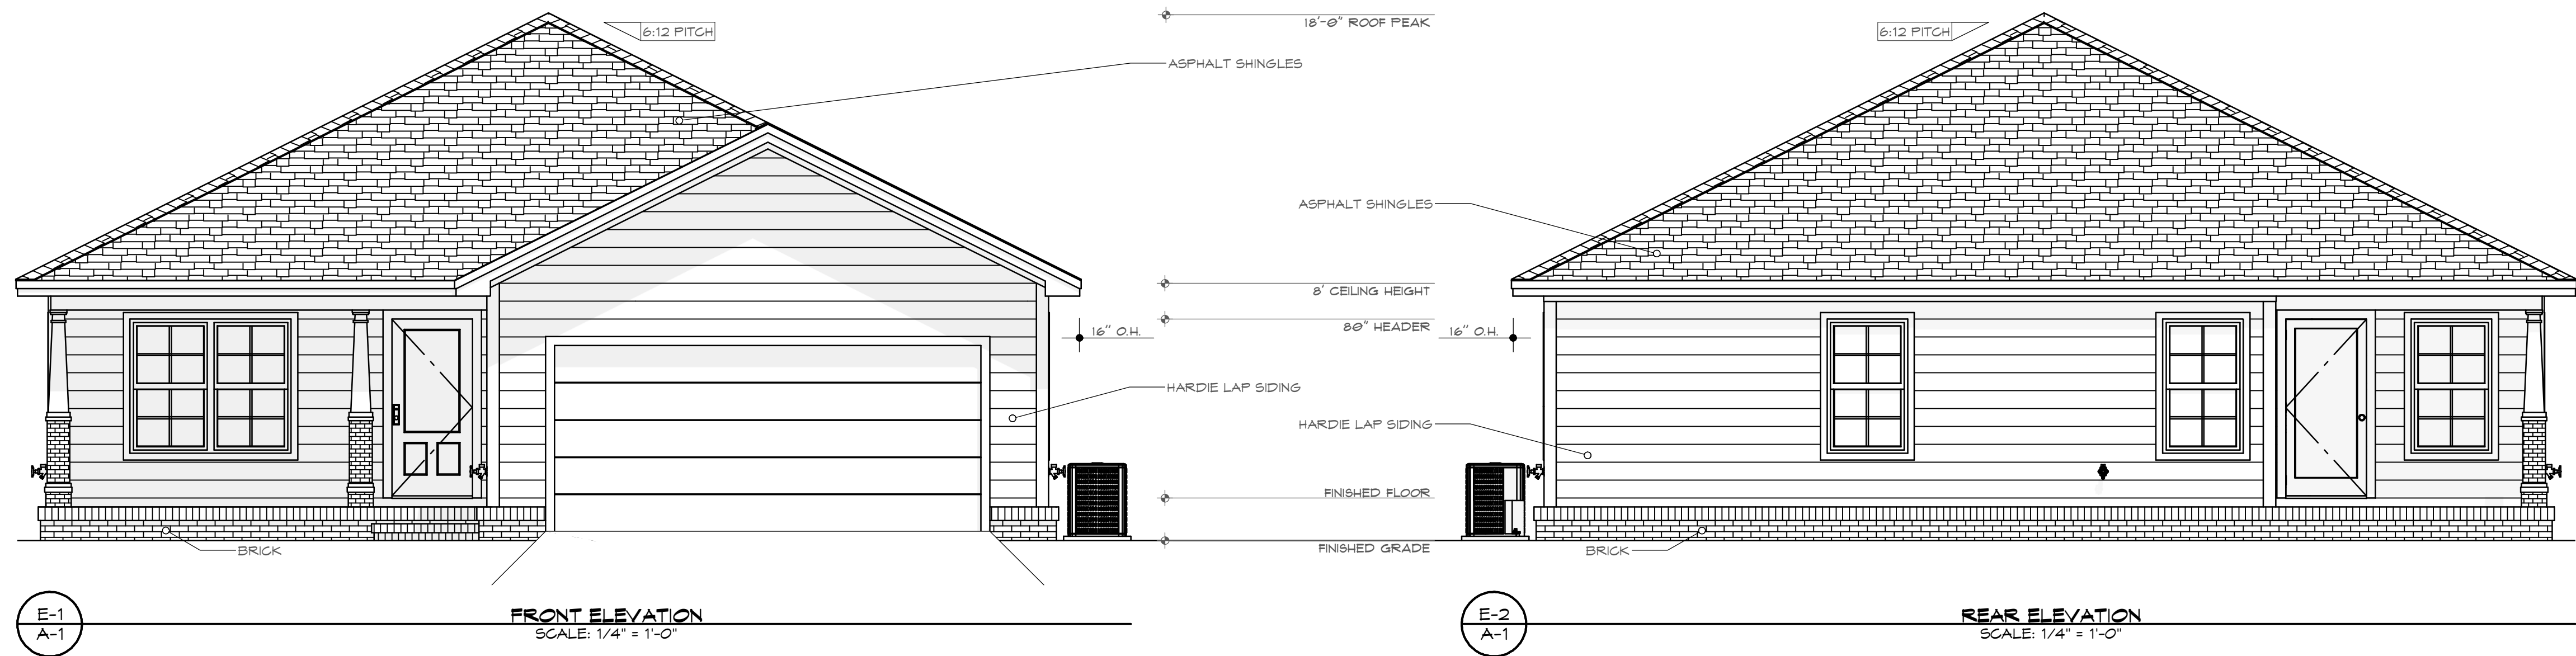 6:12 PITCH
18'-0" ROOF PEAK
6:12 PITCH
ASPHALT SHINGLES
ASPHALT SHINGLES
8' CEILING HEIGHT
80" HEADER
16" O.H.
16" O.H.
HARDIE LAP SIDING
HARDIE LAP SIDING
FINISHED FLOOR
FINISHED GRADE
BRICK
BRICK
E-1
A-1
FRONT ELEVATION
SCALE: 1/4" = 1'-0"
E-2
A-1
REAR ELEVATION
SCALE: 1/4" = 1'-0"